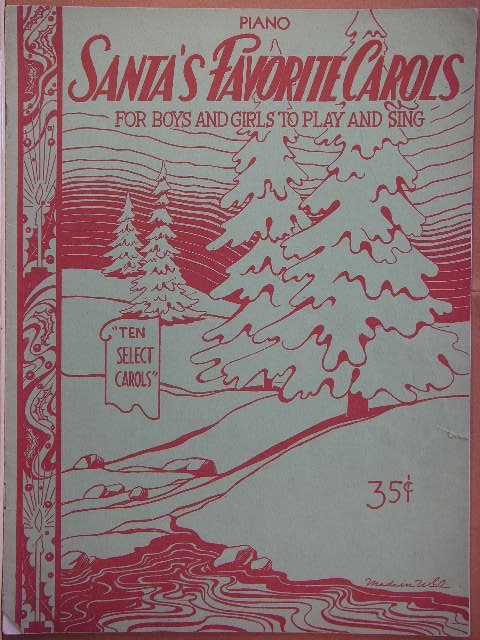 PIANO
SANTA'S FAVORITE CAROLS
FOR BOYS AND GIRLS TO PLAY AND SING
"TEN
SELECT
CAROLS"
35¢
Made in U.S.A.